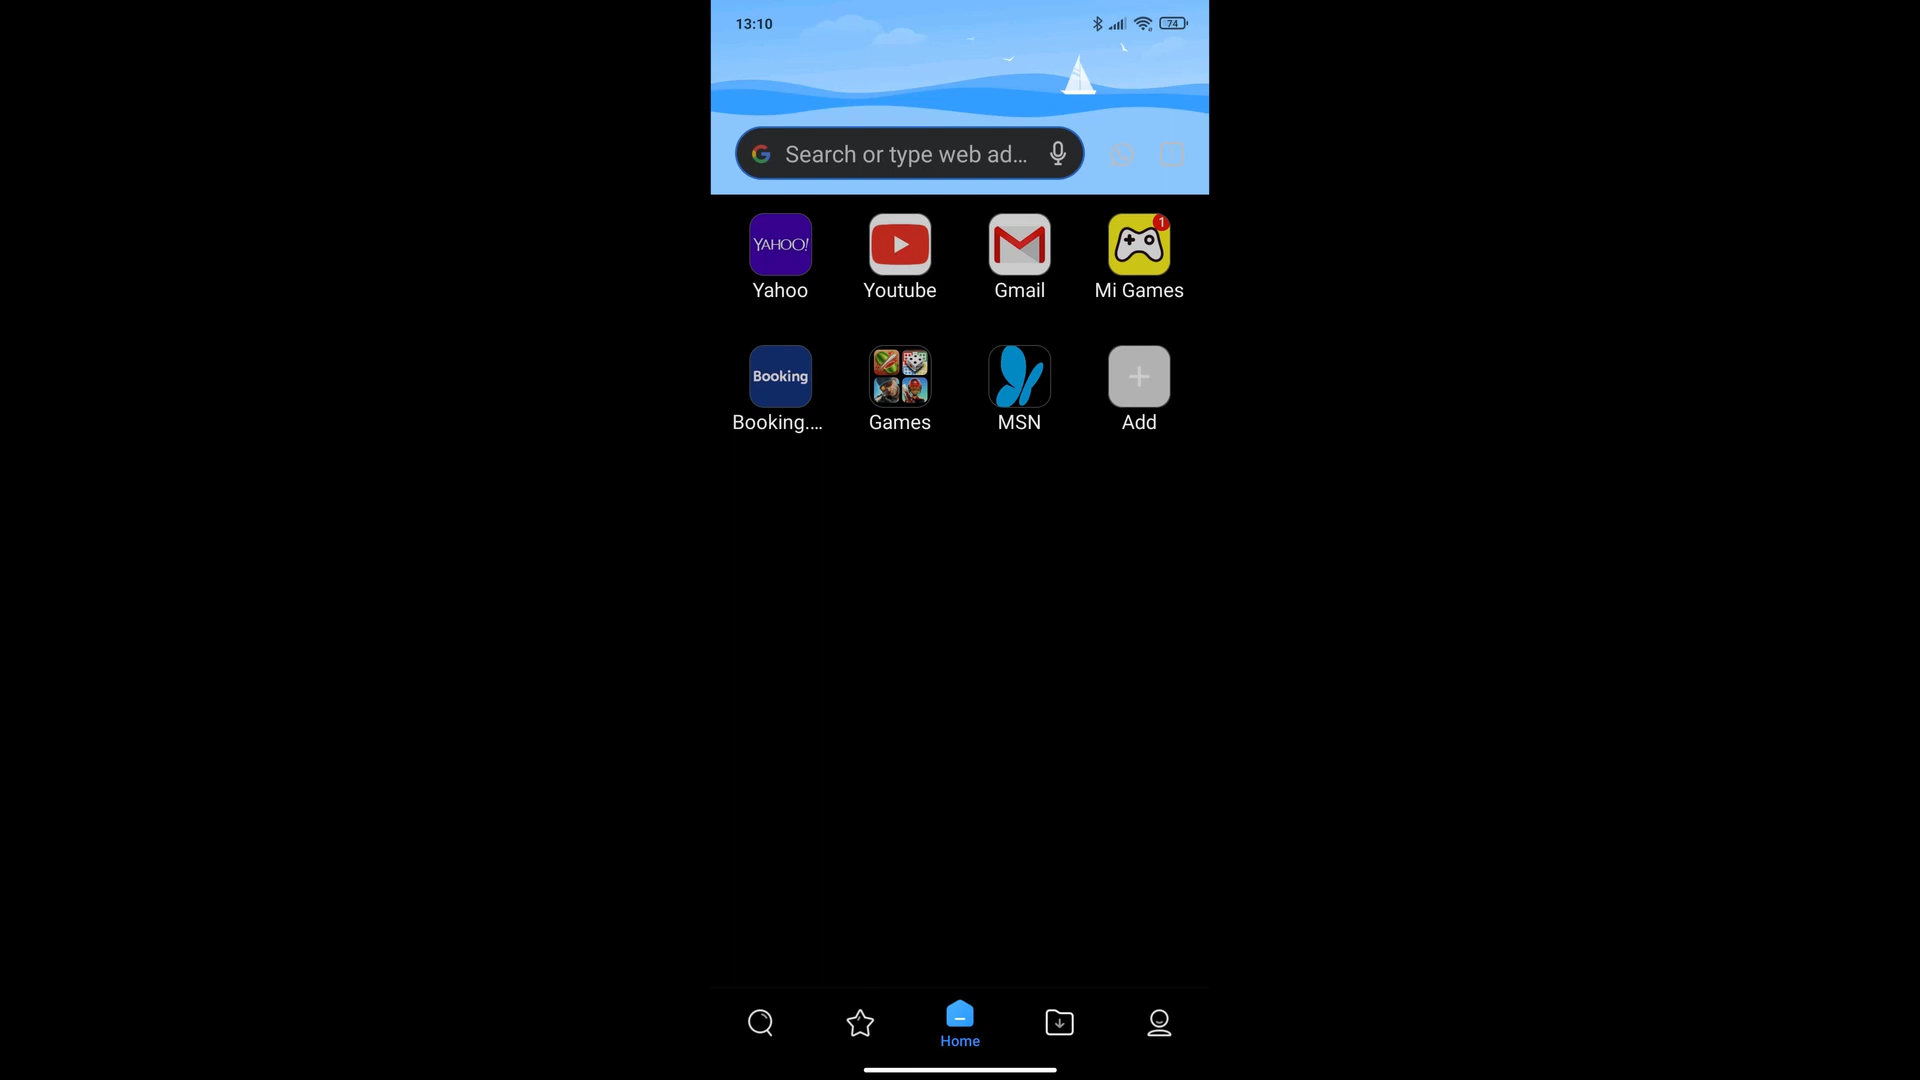 13:10
74
Search or type web ad...
YAHOO!
1
Yahoo
Youtube
Gmail
Mi Games
Booking
Booking....
Games
MSN
Add
Home